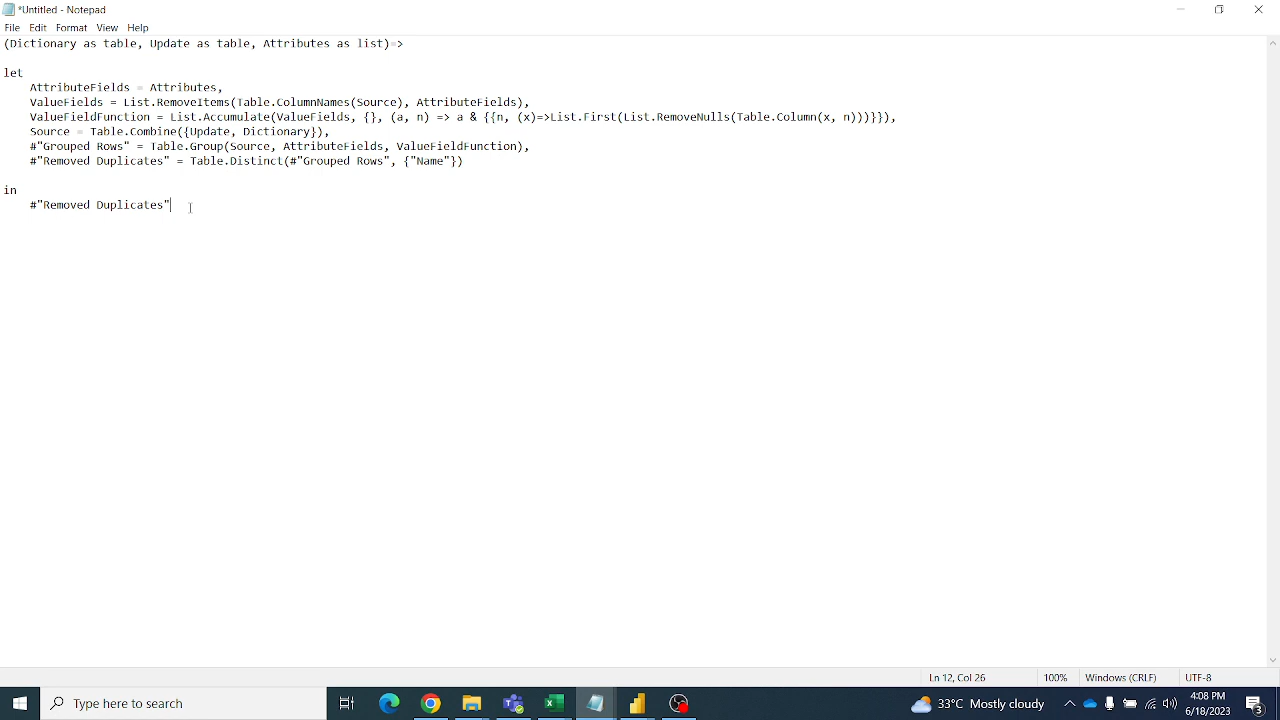 *Untitled - Notepad
File Edit Format View Help
(Dictionary as table, Update as table, Attributes as list)=>
let
AttributeFields = Attributes,
ValueFields = List.RemoveItems(Table.ColumnNames(Source), AttributeFields),
ValueFieldFunction = List.Accumulate(ValueFields, {}, (a, n) => a & {{n, (x)=>List.First(List.RemoveNulls(Table.Column(x, n)))}}),
Source = Table.Combine({Update, Dictionary}),
#"Grouped Rows" = Table.Group(Source, AttributeFields, ValueFieldFunction),
#"Removed Duplicates" = Table.Distinct(#"Grouped Rows", {"Name"})
in
#"Removed Duplicates"
Ln 12, Col 26 100% Windows (CRLF) UTF-8
Type here to search 33° Mostly cloudy 4:08 PM
6/18/2023 3